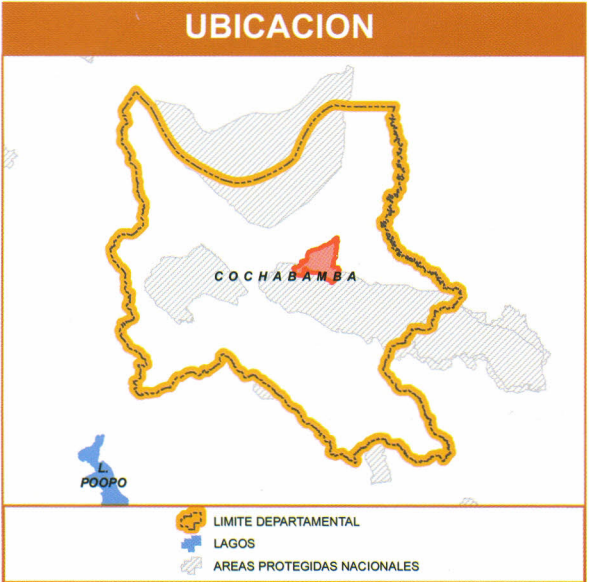 UBICACION
COCHABAMBA
L.
POOPO
LIMITE DEPARTAMENTAL
LAGOS
AREAS PROTEGIDAS NACIONALES